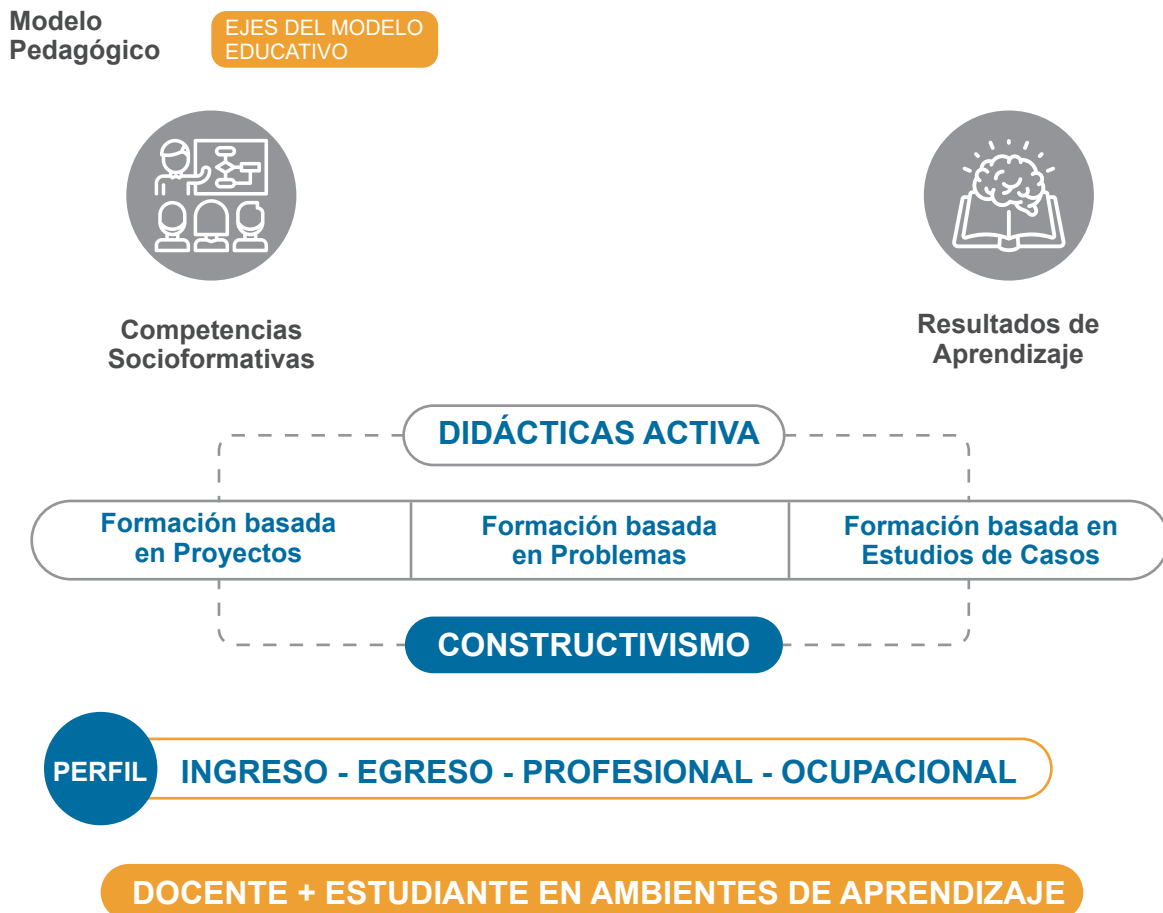 Modelo
Pedagógico
EJES DEL MODELO
EDUCATIVO
Competencias
Socioformativas
Resultados de
Aprendizaje
DIDÁCTICAS ACTIVA
Formación basada
en Proyectos
Formación basada
en Problemas
Formación basada en
Estudios de Casos
CONSTRUCTIVISMO
PERFIL
INGRESO - EGRESO - PROFESIONAL - OCUPACIONAL
DOCENTE + ESTUDIANTE EN AMBIENTES DE APRENDIZAJE